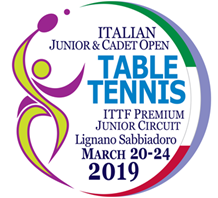 ITALIAN
JUNIOR & CADET OPEN
TABLE
TENNIS
ITTF PREMIUM
JUNIOR CIRCUIT
Lignano Sabbiadoro
MARCH 20-24
2019